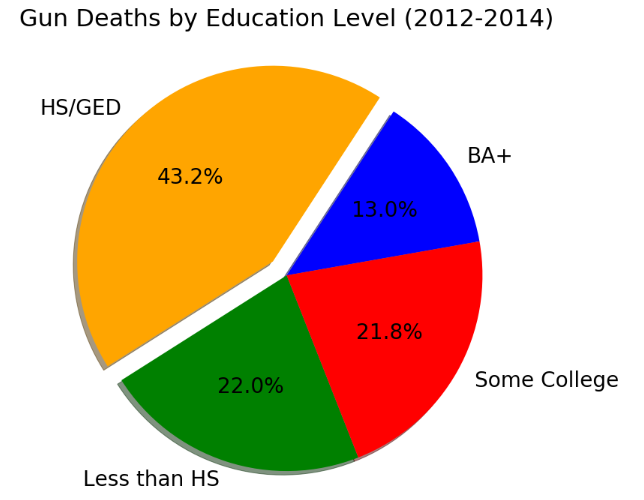 Gun Deaths by Education Level (2012-2014)
HS/GED
43.2%
BA+
13.0%
21.8%
Some College
22.0%
Less than HS